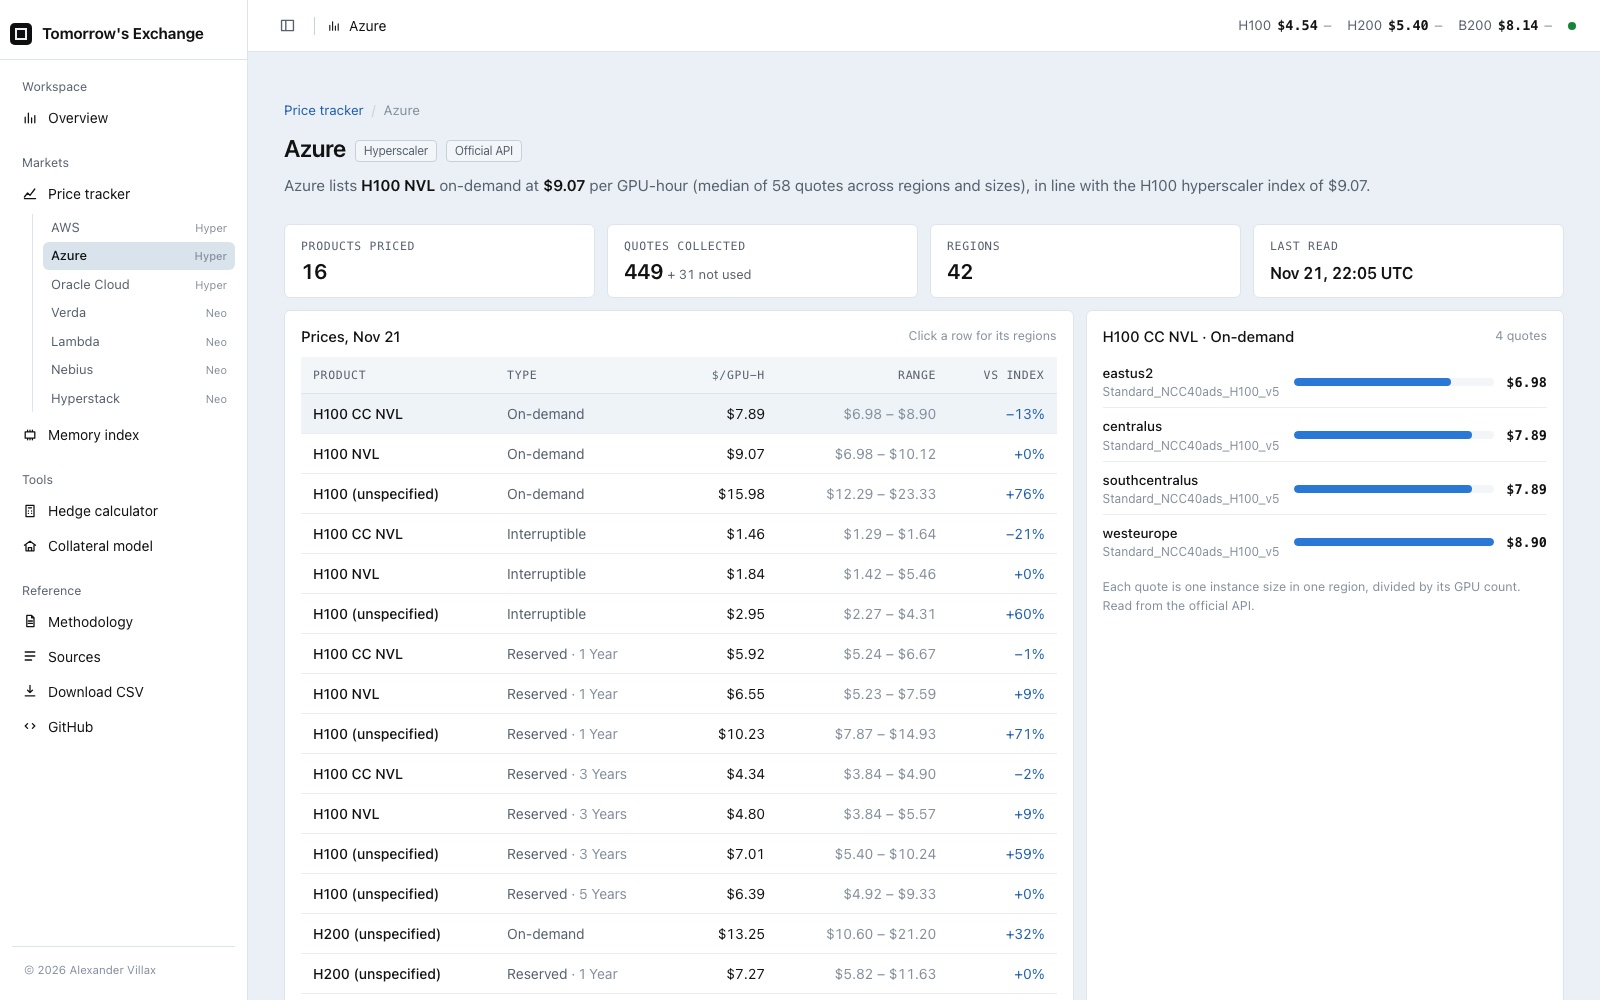 Tomorrow's Exchange
Workspace
Overview
Markets
Price tracker
AWS Hyper
Azure Hyper
Oracle Cloud Hyper
Verda Neo
Lambda Neo
Nebius Neo
Hyperstack Neo
Memory index
Tools
Hedge calculator
Collateral model
Reference
Methodology
Sources
Download CSV
GitHub
© 2026 Alexander Villax
Azure
H100 $4.54 – H200 $5.40 – B200 $8.14 –
Price tracker / Azure
Azure Hyperscaler Official API
Azure lists H100 NVL on-demand at $9.07 per GPU-hour (median of 58 quotes across regions and sizes), in line with the H100 hyperscaler index of $9.07.
PRODUCTS PRICED
16
QUOTES COLLECTED
449 + 31 not used
REGIONS
42
LAST READ
Nov 21, 22:05 UTC
Prices, Nov 21 Click a row for its regions
PRODUCT TYPE $/GPU–H RANGE VS INDEX
H100 CC NVL On-demand $7.89 $6.98 – $8.90 −13%
H100 NVL On-demand $9.07 $6.98 – $10.12 +0%
H100 (unspecified) On-demand $15.98 $12.29 – $23.33 +76%
H100 CC NVL Interruptible $1.46 $1.29 – $1.64 −21%
H100 NVL Interruptible $1.84 $1.42 – $5.46 +0%
H100 (unspecified) Interruptible $2.95 $2.27 – $4.31 +60%
H100 CC NVL Reserved · 1 Year $5.92 $5.24 – $6.67 −1%
H100 NVL Reserved · 1 Year $6.55 $5.23 – $7.59 +9%
H100 (unspecified) Reserved · 1 Year $10.23 $7.87 – $14.93 +71%
H100 CC NVL Reserved · 3 Years $4.34 $3.84 – $4.90 −2%
H100 NVL Reserved · 3 Years $4.80 $3.84 – $5.57 +9%
H100 (unspecified) Reserved · 3 Years $7.01 $5.40 – $10.24 +59%
H100 (unspecified) Reserved · 5 Years $6.39 $4.92 – $9.33 +0%
H200 (unspecified) On-demand $13.25 $10.60 – $21.20 +32%
H200 (unspecified) Reserved · 1 Year $7.27 $5.82 – $11.63 +0%
H100 CC NVL · On-demand 4 quotes
eastus2
Standard_NCC40ads_H100_v5 $6.98
centralus
Standard_NCC40ads_H100_v5 $7.89
southcentralus
Standard_NCC40ads_H100_v5 $7.89
westeurope
Standard_NCC40ads_H100_v5 $8.90
Each quote is one instance size in one region, divided by its GPU count.
Read from the official API.